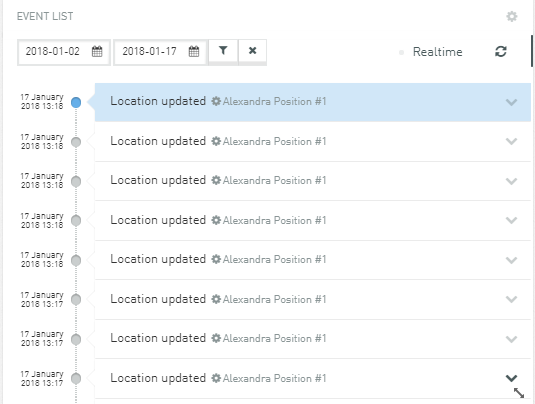 EVENT LIST
2018-01-02 2018-01-17 Realtime
17 January
2018 13:18 Location updated Alexandra Position #1
17 January
2018 13:18 Location updated Alexandra Position #1
17 January
2018 13:18 Location updated Alexandra Position #1
17 January
2018 13:18 Location updated Alexandra Position #1
17 January
2018 13:18 Location updated Alexandra Position #1
17 January
2018 13:17 Location updated Alexandra Position #1
17 January
2018 13:17 Location updated Alexandra Position #1
17 January
2018 13:17 Location updated Alexandra Position #1